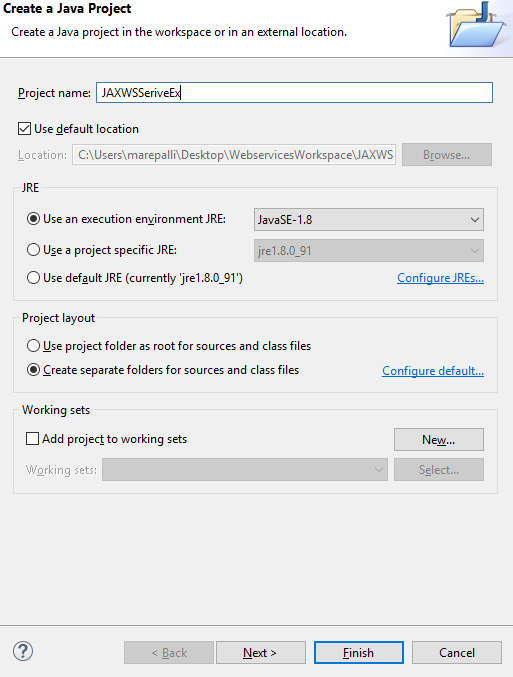 Create a Java Project
Create a Java project in the workspace or in an external location.
Project name: JAXWSSeriveEx
Use default location
Location: C:\Users\marepalli\Desktop\WebservicesWorkspace\JAXWS Browse...
JRE
Use an execution environment JRE: JavaSE-1.8
Use a project specific JRE: jre1.8.0_91
Use default JRE (currently 'jre1.8.0_91') Configure JREs...
Project layout
Use project folder as root for sources and class files
Create separate folders for sources and class files Configure default...
Working sets
Add project to working sets New...
Working sets: Select...
? < Back Next > Finish Cancel